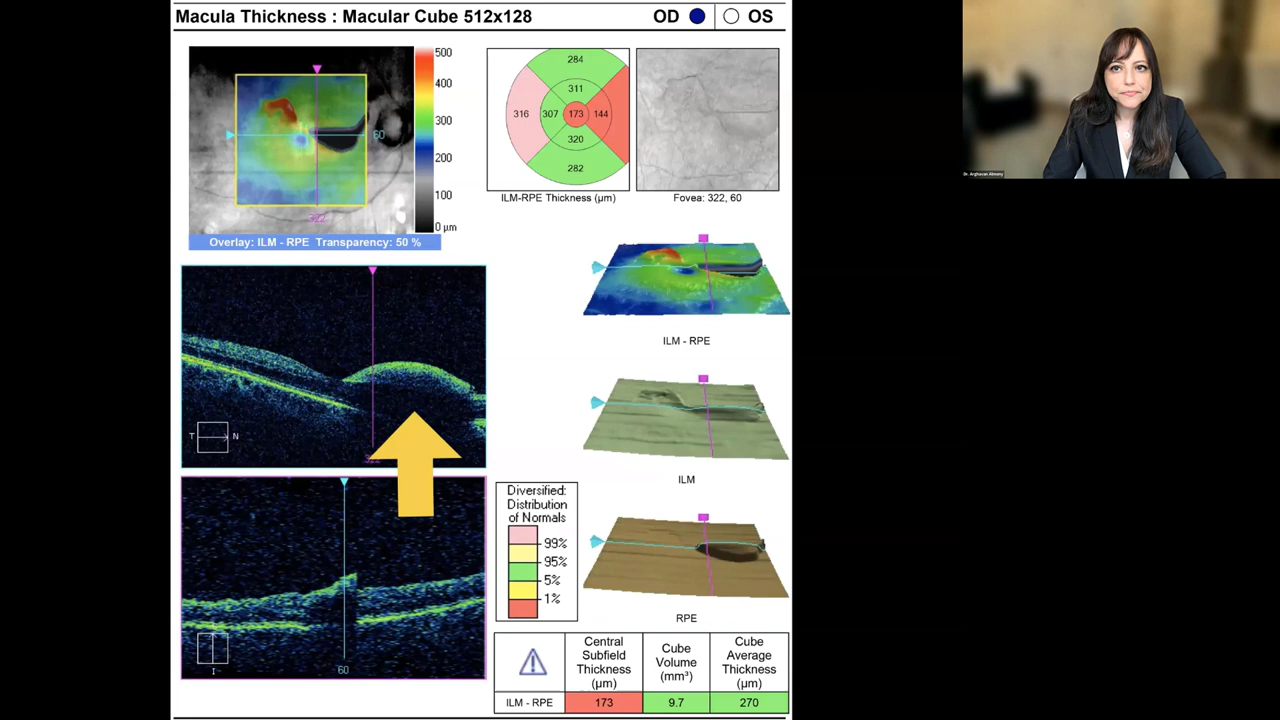 Macula Thickness : Macular Cube 512x128
OD OS
500
400
300
200
100
0 µm
60
322
Overlay: ILM - RPE Transparency: 50 %
284
311
316 307 173 144
320
282
ILM-RPE Thickness (µm)
Fovea: 322, 60
T N
322
I
60
ILM - RPE
ILM
RPE
Diversified:
Distribution
of Normals
99%
95%
5%
1%
Central
Subfield
Thickness
(µm)
Cube
Volume
(mm³)
Cube
Average
Thickness
(µm)
ILM - RPE 173 9.7 270